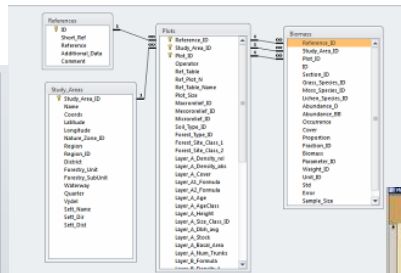 References
ID
Short_Ref
Reference
Additional_Data
Comment
Study_Areas
Study_Area_ID
Name
Coords
Latitude
Longitude
Nature_Zone_ID
Region
Region_ID
District
Forestry_Unit
Forestry_SubUnit
Waterway
Quarter
Vydel
Sett_Name
Sett_Dir
Sett_Dist
Plots
Reference_ID
Study_Area_ID
Plot_ID
Operator
Ref_Table
Ref_Plot_N
Ref_Table_Name
Plot_Size
Macrorelief_ID
Mesorelief_ID
Microrelief_ID
Soil_Type_ID
Forest_Type_ID
Forest_Site_Class_1
Forest_Site_Class_2
Layer_A_Density_rel
Layer_A_Density_abs
Layer_A_Cover
Layer_A1_Formula
Layer_A2_Formula
Layer_A_Age
Layer_A_AgeClass
Layer_A_Height
Layer_A_Size_Class_ID
Layer_A_Dbh_avg
Layer_A_Stock
Layer_A_Basal_Area
Layer_A_Num_Trunks
Layer_B_Formula
Biomass
Reference_ID
Study_Area_ID
Plot_ID
ID
Section_ID
Grass_Species_ID
Moss_Species_ID
Lichen_Species_ID
Abundance_D
Abundance_BB
Occurrence
Cover
Proportion
Fraction_ID
Biomass
Parameter_ID
Weight_ID
Unit_ID
Std
Error
Sample_Size